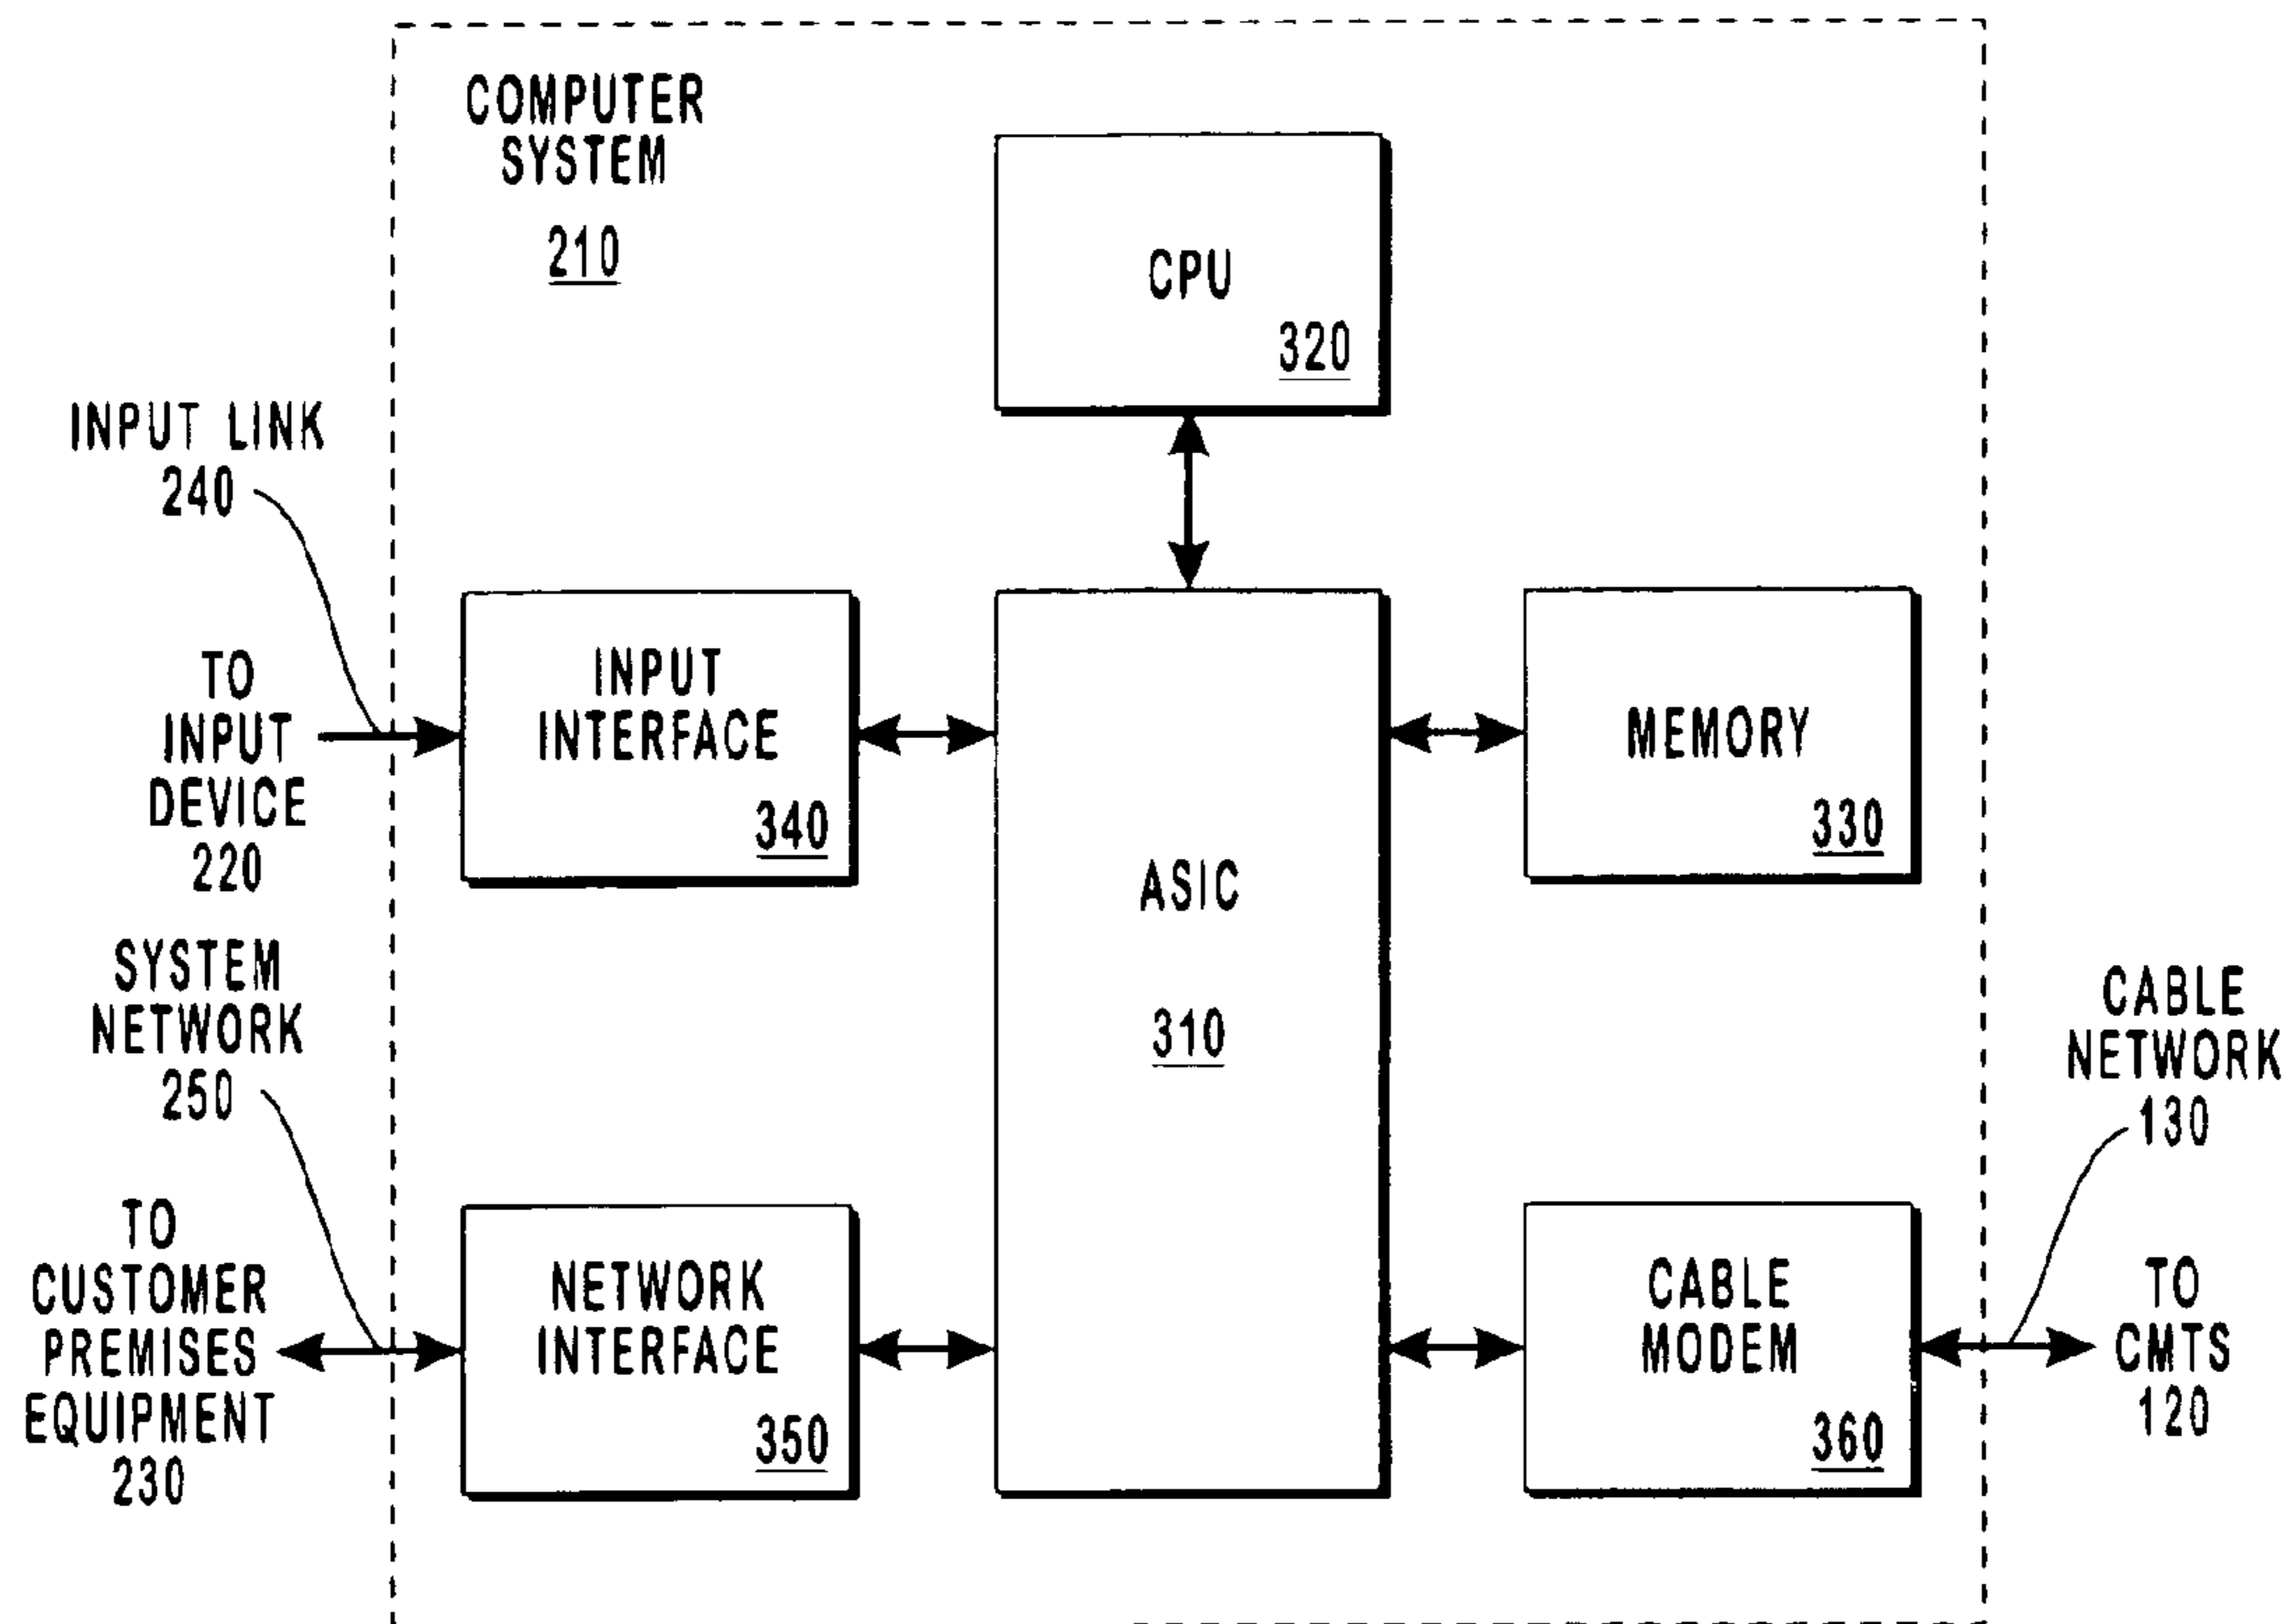 COMPUTER
SYSTEM
210
CPU
320
INPUT LINK
240
TO
INPUT
DEVICE
220
INPUT
INTERFACE
340
ASIC
310
MEMORY
330
SYSTEM
NETWORK
250
TO
CUSTOMER
PREMISES
EQUIPMENT
230
NETWORK
INTERFACE
350
CABLE
MODEM
360
CABLE
NETWORK
130
TO
CMTS
120